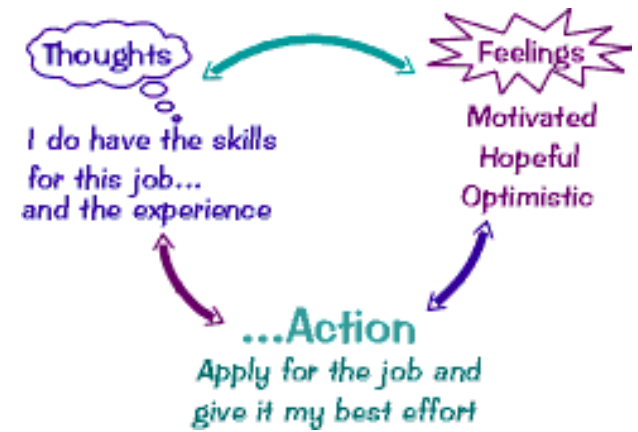 Thoughts
I do have the skills
for this job...
and the experience
Feelings
Motivated
Hopeful
Optimistic
...Action
Apply for the job and
give it my best effort